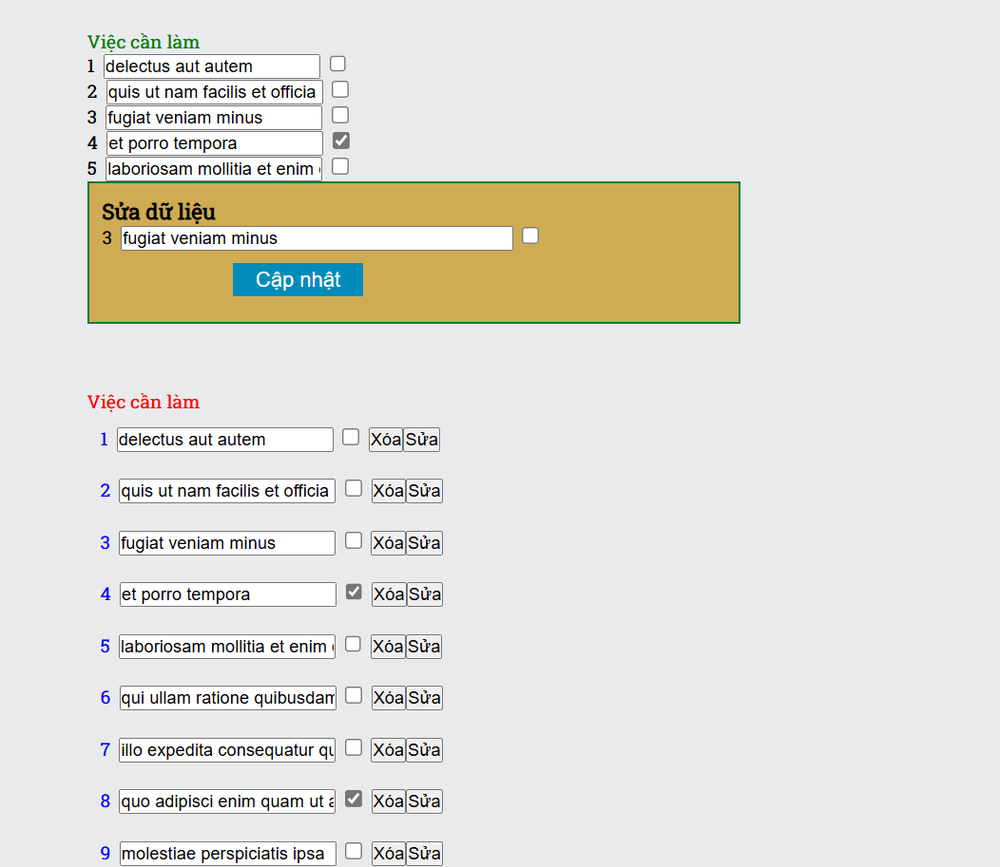 Việc cần làm
1 delectus aut autem
2 quis ut nam facilis et officia
3 fugiat veniam minus
4 et porro tempora
5 laboriosam mollitia et enim
Sửa dữ liệu
3 fugiat veniam minus
Cập nhật
Việc cần làm
1 delectus aut autem Xóa Sửa
2 quis ut nam facilis et officia Xóa Sửa
3 fugiat veniam minus Xóa Sửa
4 et porro tempora Xóa Sửa
5 laboriosam mollitia et enim Xóa Sửa
6 qui ullam ratione quibusdam Xóa Sửa
7 illo expedita consequatur qu Xóa Sửa
8 quo adipisci enim quam ut a Xóa Sửa
9 molestiae perspiciatis ipsa Xóa Sửa